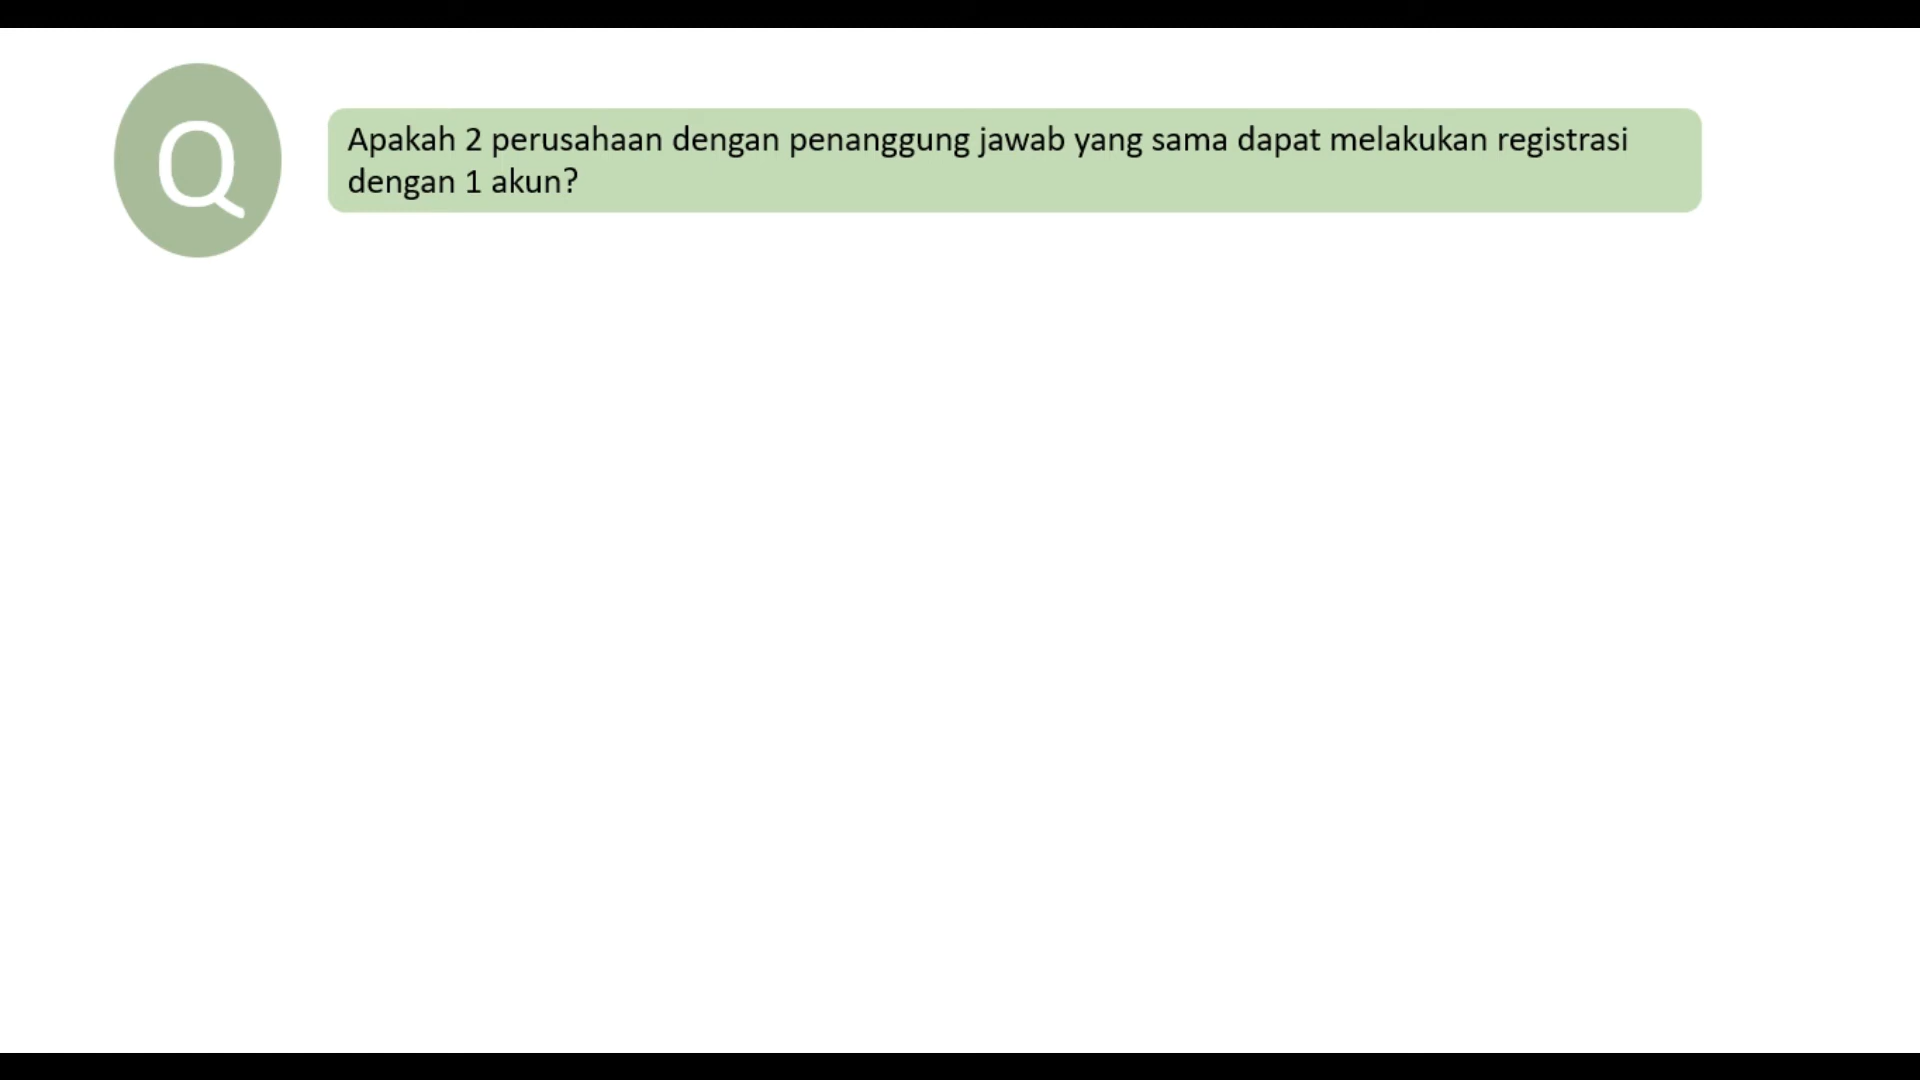 Q
Apakah 2 perusahaan dengan penanggung jawab yang sama dapat melakukan registrasi
dengan 1 akun?